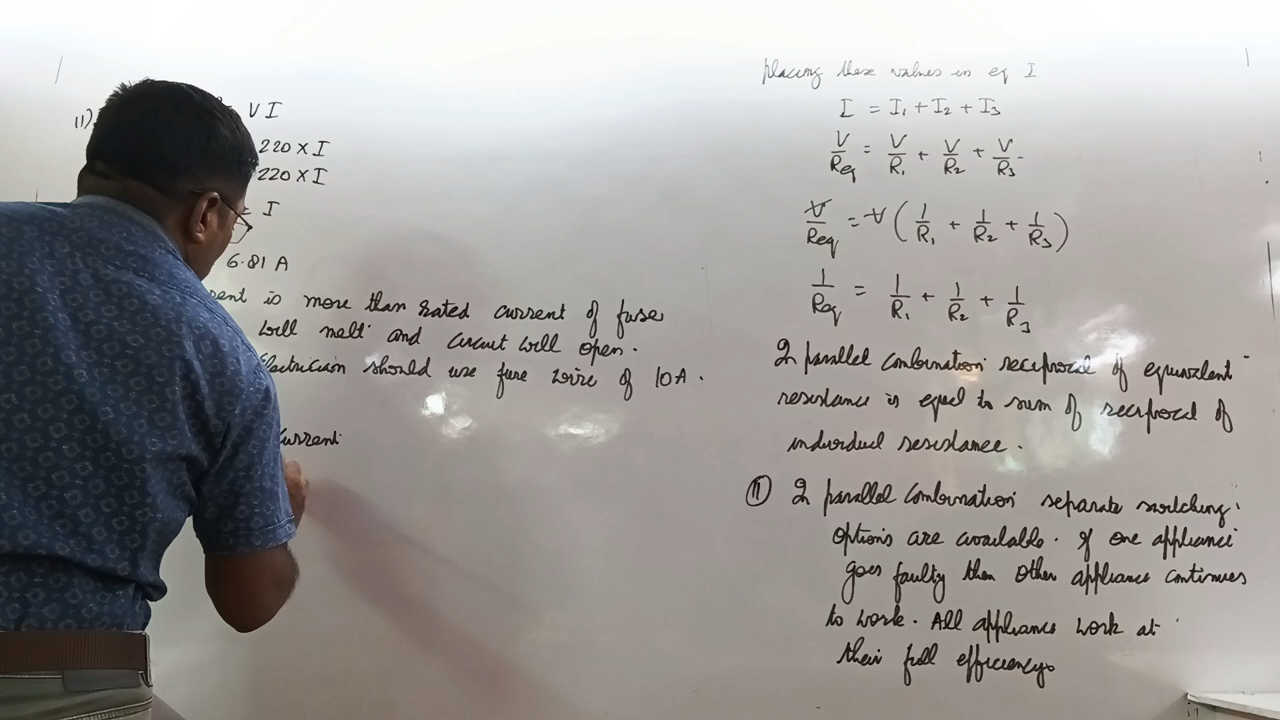 11)
V I
220 X I
220 X I
I
6.81 A
rent is more than rated current of fuse
will melt and circuit will open.
Electrician should use fuse wire of 10A.
Current
Placing these values in eq I
I = I₁ + I₂ + I₃
V/Req = V/R₁ + V/R₂ + V/R₃
V/Req = V ( 1/R₁ + 1/R₂ + 1/R₃ )
1/Req = 1/R₁ + 1/R₂ + 1/R₃
In parallel combination reciprocal of equivalent
resistance is equal to sum of reciprocal of
individual resistance.
(II) In parallel combination separate switching
options are available. If one appliance
goes faulty then other appliance continues
to work. All appliance work at
their full efficiency